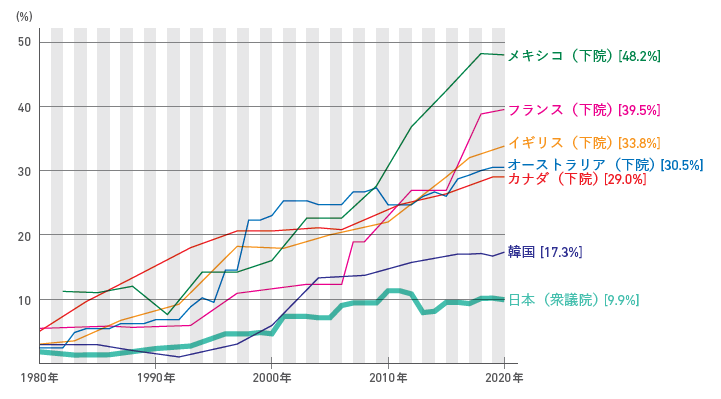 (%)
50
40
30
20
10
メキシコ（下院）[48.2%]
フランス（下院）[39.5%]
イギリス（下院）[33.8%]
オーストラリア（下院）[30.5%]
カナダ（下院）[29.0%]
韓国 [17.3%]
日本（衆議院）[9.9%]
1980年 1990年 2000年 2010年 2020年